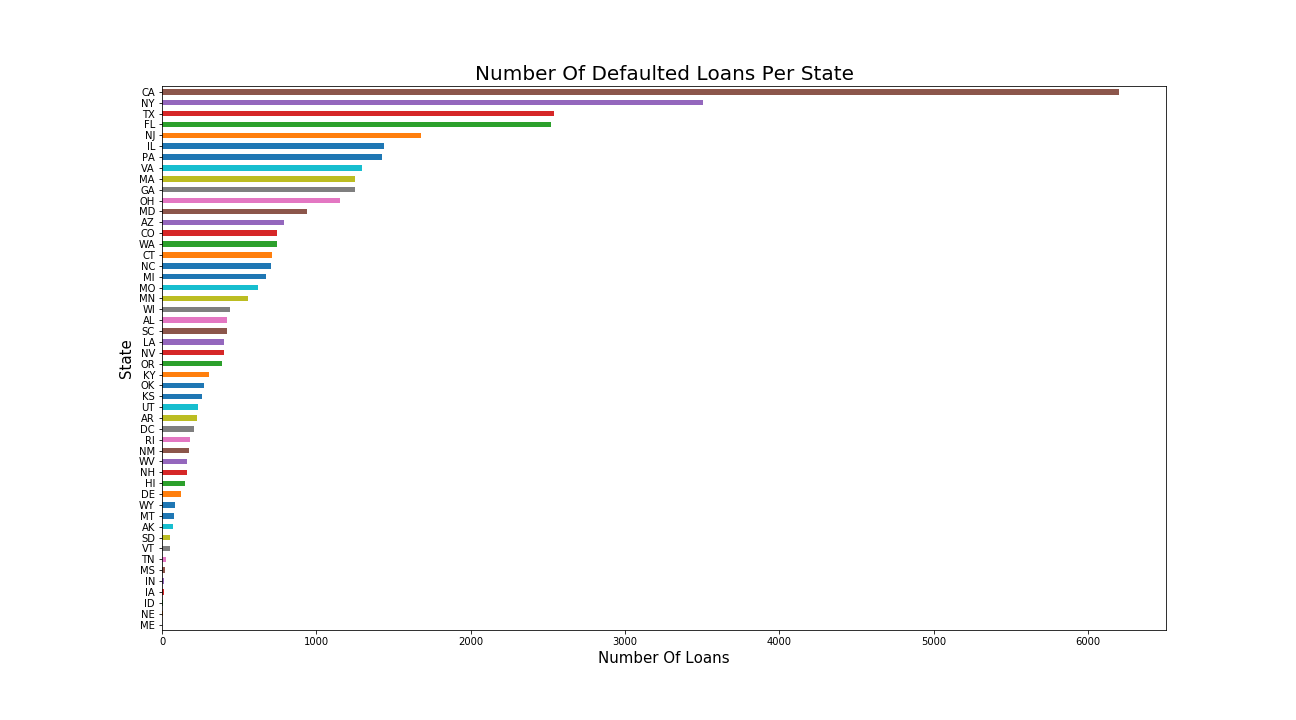 Number Of Defaulted Loans Per State
CA
NY
TX
FL
NJ
IL
PA
VA
MA
GA
OH
MD
AZ
CO
WA
CT
NC
MI
MO
MN
WI
AL
SC
LA
NV
OR
KY
OK
KS
UT
AR
DC
RI
NM
WV
NH
HI
DE
WY
MT
AK
SD
VT
TN
MS
IN
IA
ID
NE
ME
State
0 1000 2000 3000 4000 5000 6000
Number Of Loans